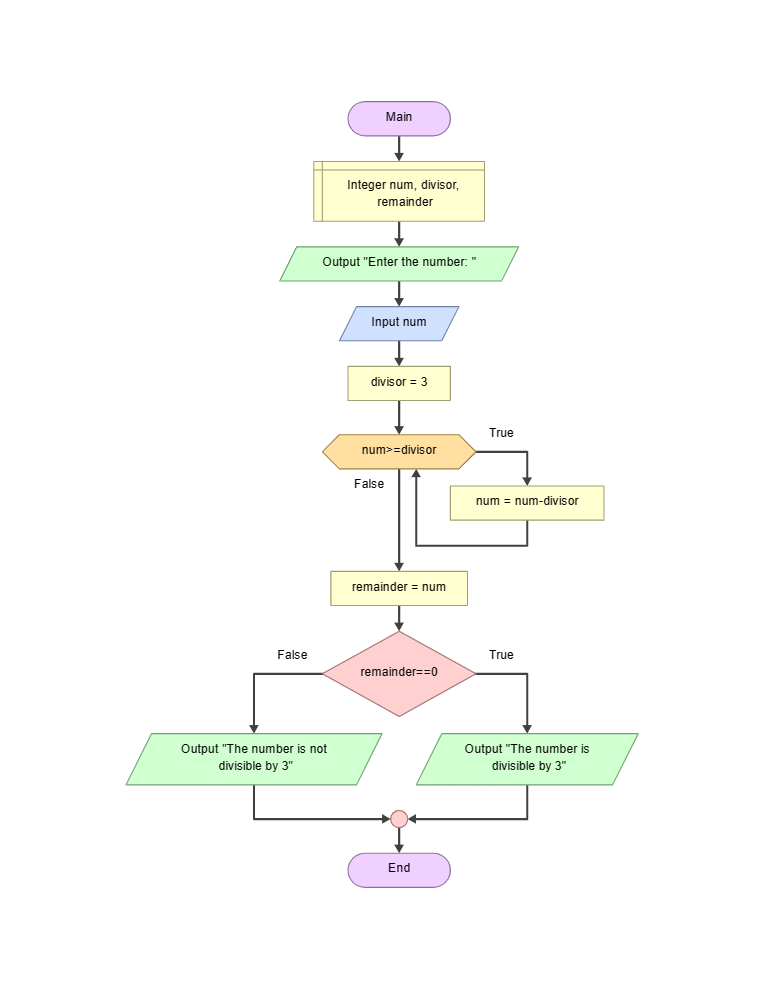 Main
Integer num, divisor,
remainder
Output "Enter the number: "
Input num
divisor = 3
num>=divisor
True
False
num = num-divisor
remainder = num
remainder==0
False
True
Output "The number is not
divisible by 3"
Output "The number is
divisible by 3"
End